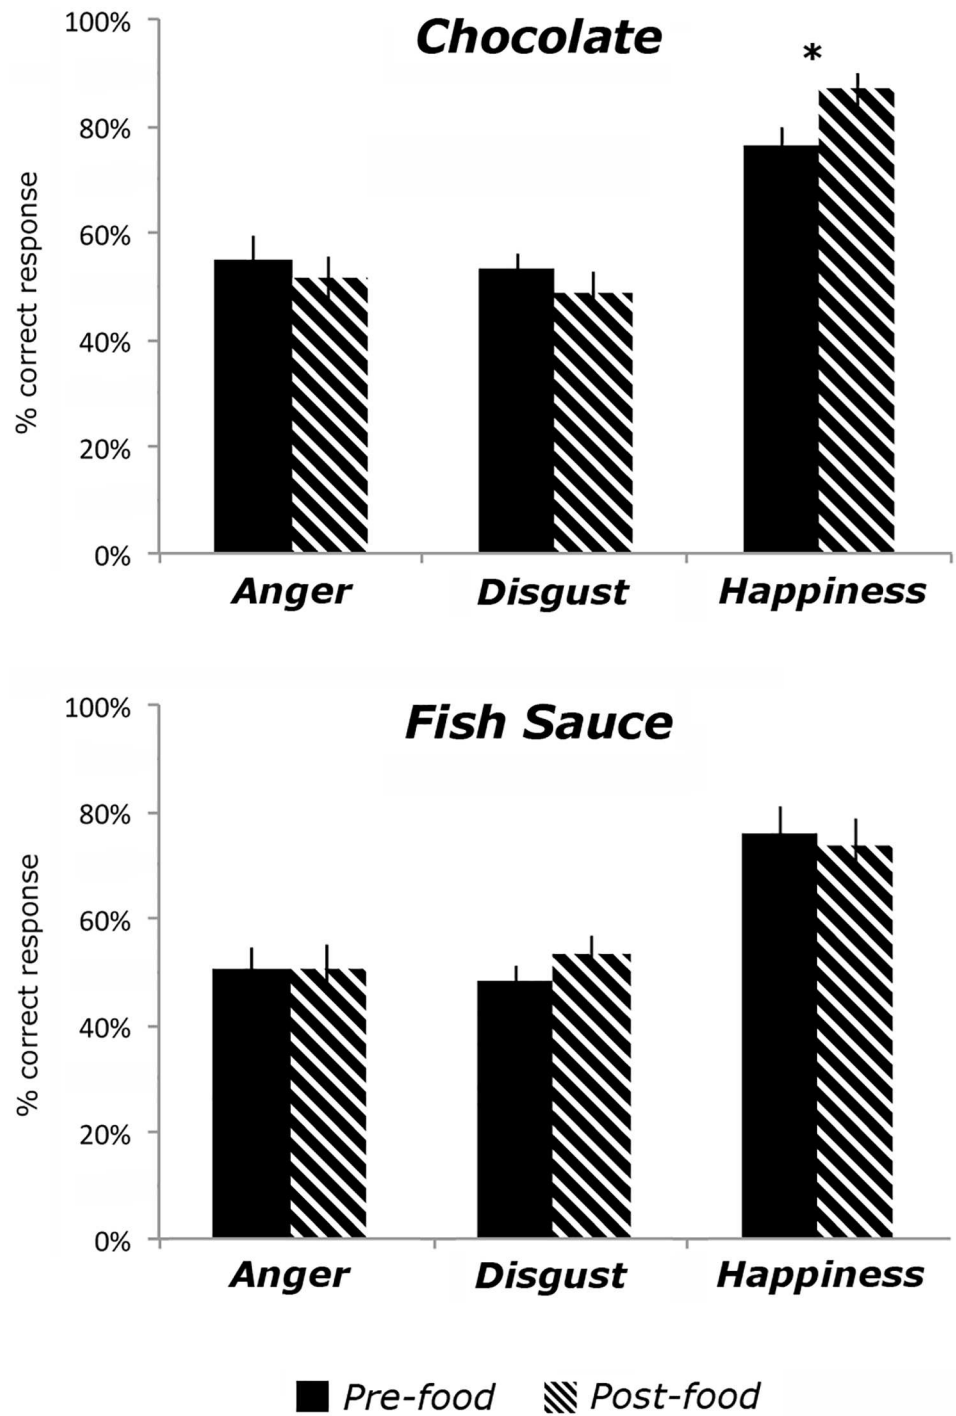 Chocolate
*
100%
80%
60%
40%
20%
0%
% correct response
Anger Disgust Happiness
Fish Sauce
100%
80%
60%
40%
20%
0%
% correct response
Anger Disgust Happiness
Pre-food Post-food